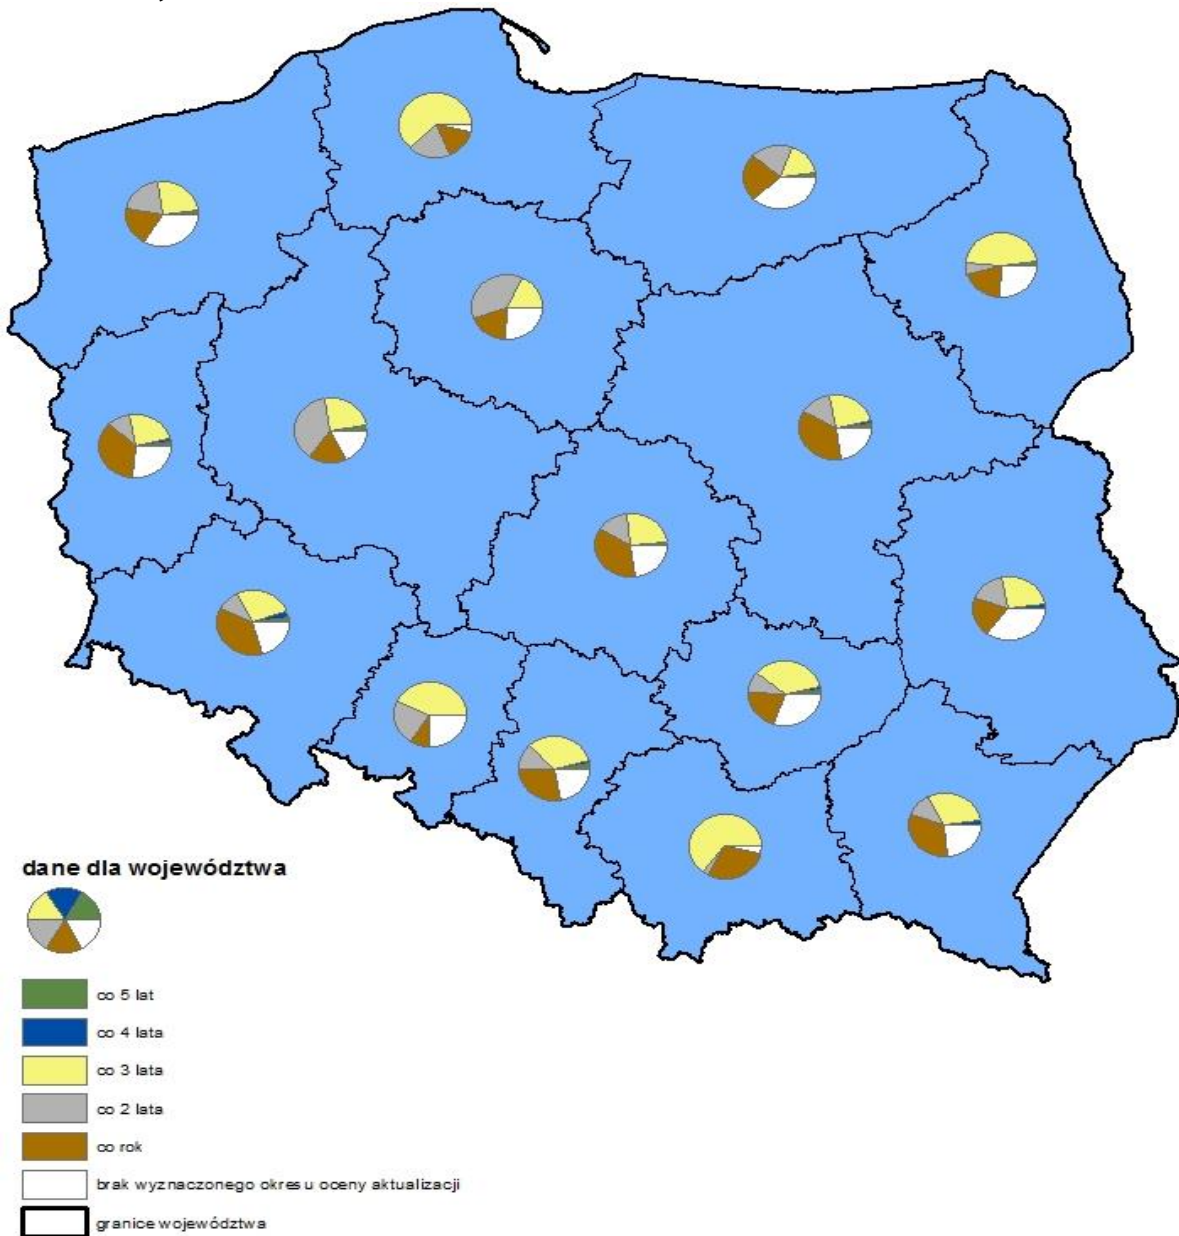 dane dla województwa
co 5 lat
co 4 lata
co 3 lata
co 2 lata
co rok
brak wyznaczonego okresu oceny aktualizacji
granice województwa